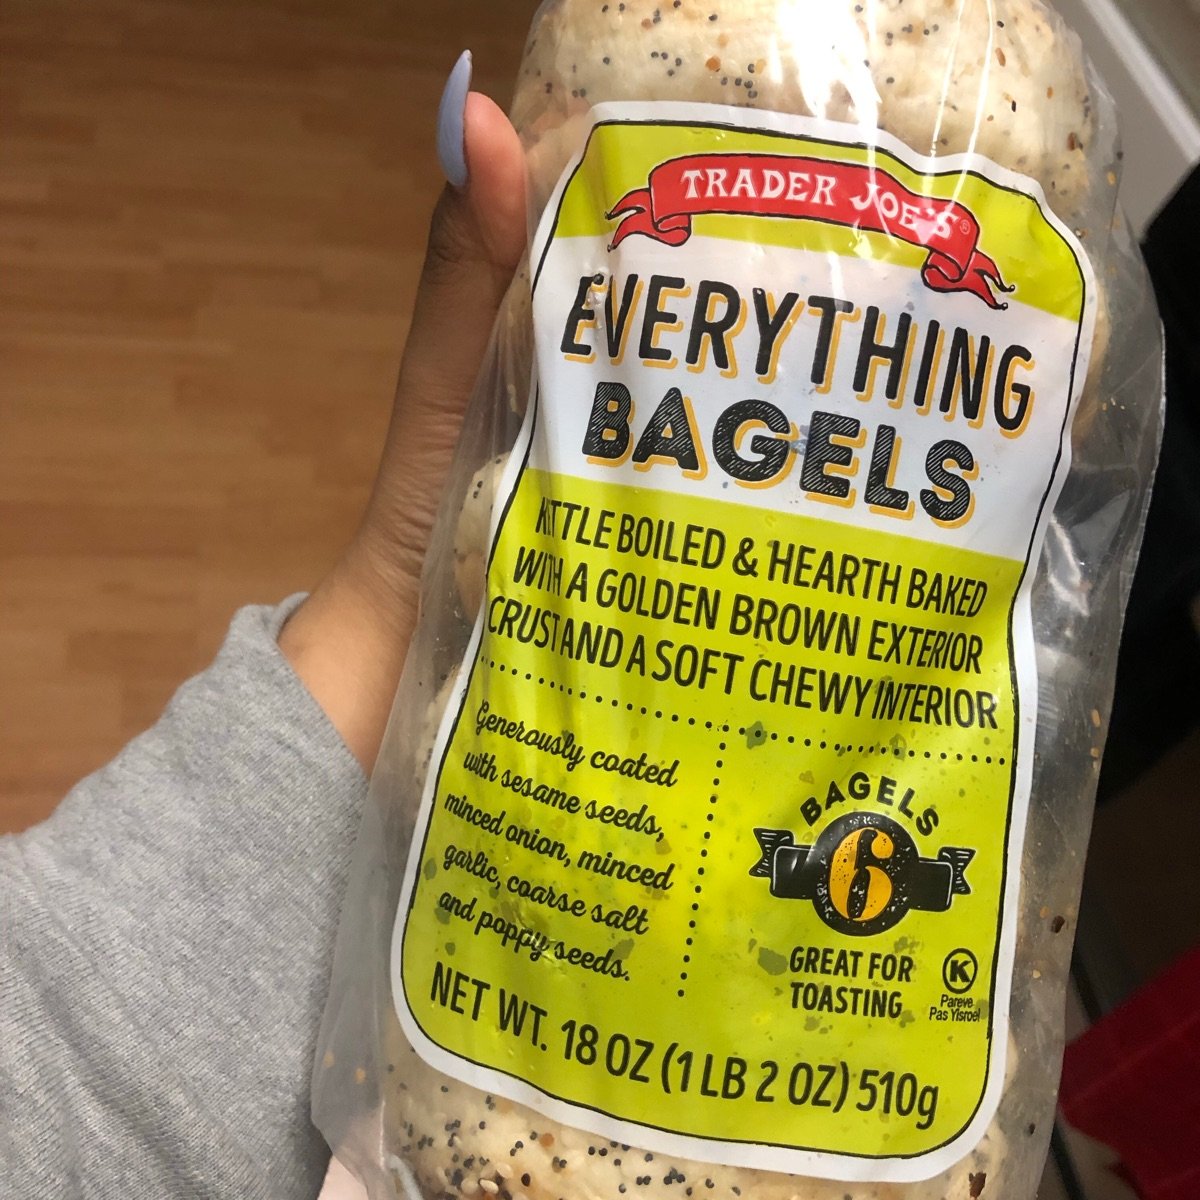 TRADER JOE'S®
EVERYTHING
BAGELS
KETTLE BOILED & HEARTH BAKED
WITH A GOLDEN BROWN EXTERIOR
CRUST AND A SOFT CHEWY INTERIOR
Generously coated
with sesame seeds,
minced onion, minced
garlic, coarse salt
and poppy seeds.
BAGELS
6
GREAT FOR
TOASTING
K
Pareve
Pas Yisroel
NET WT. 18 OZ (1 LB 2 OZ) 510g